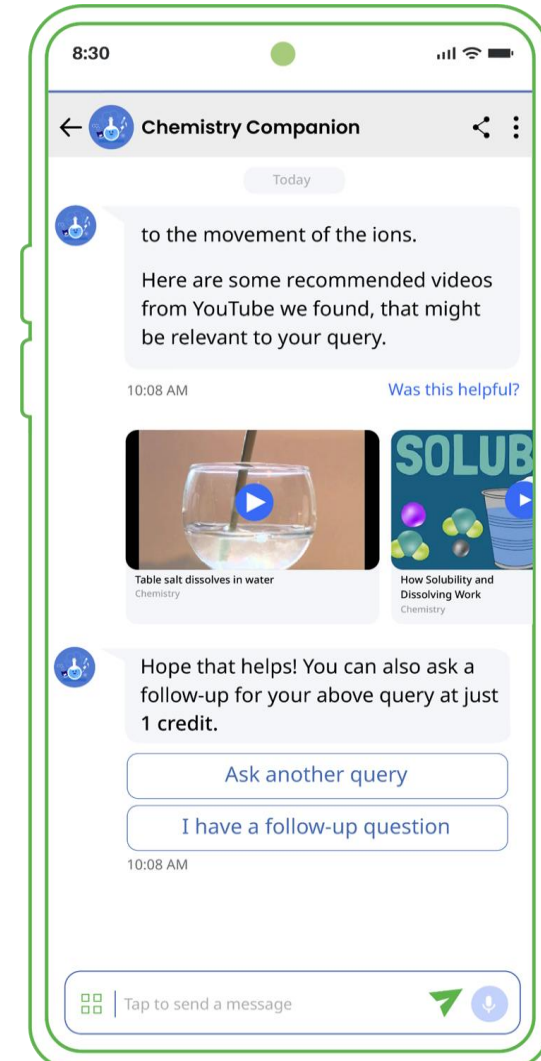 8:30
Chemistry Companion
Today
to the movement of the ions.
Here are some recommended videos
from YouTube we found, that might
be relevant to your query.
10:08 AM
Was this helpful?
SOLUB
Table salt dissolves in water
Chemistry
How Solubility and
Dissolving Work
Chemistry
Hope that helps! You can also ask a
follow-up for your above query at just
1 credit.
Ask another query
I have a follow-up question
10:08 AM
Tap to send a message